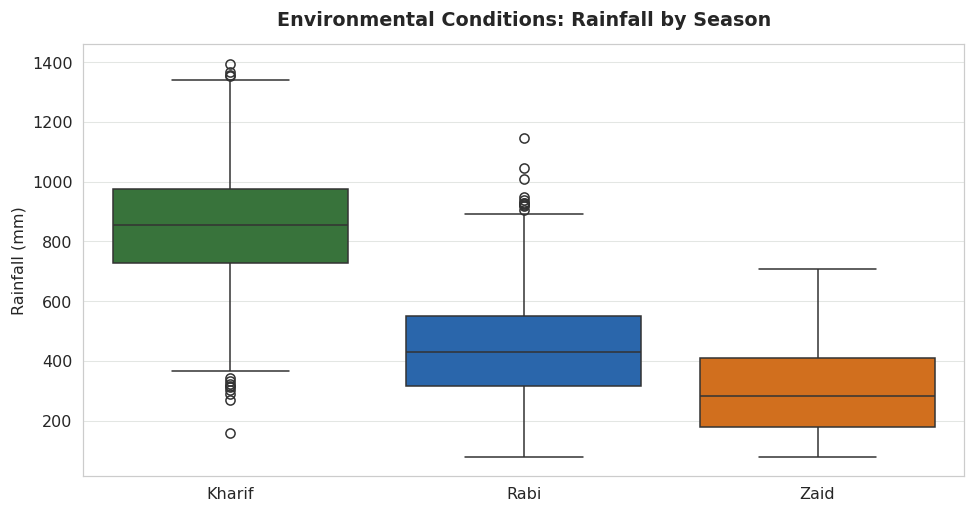 Environmental Conditions: Rainfall by Season
Rainfall (mm)
1400
1200
1000
800
600
400
200
Kharif
Rabi
Zaid